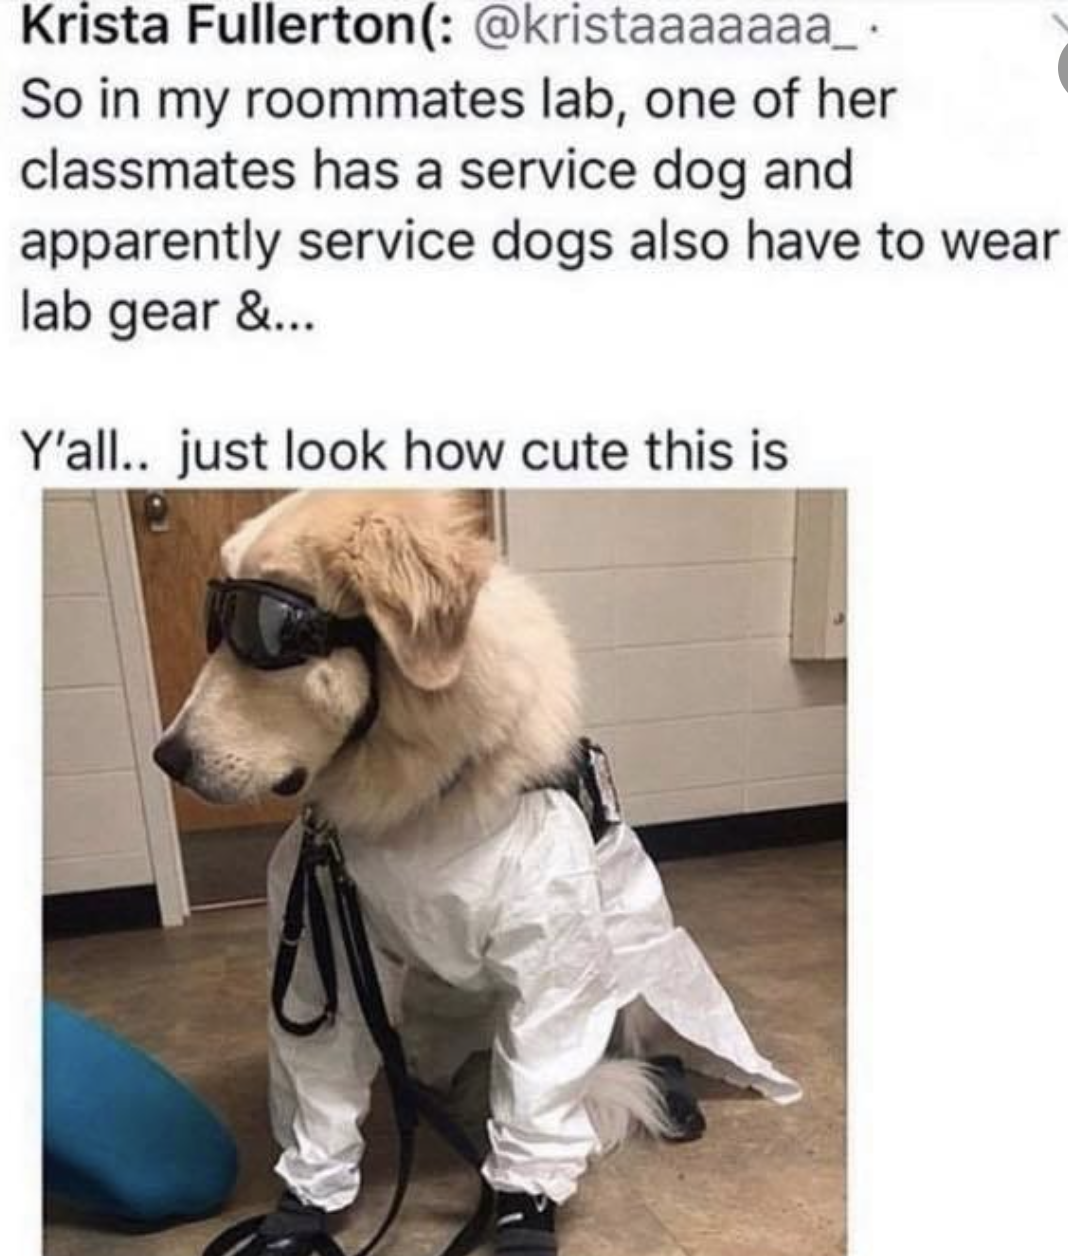 Krista Fullerton(: @kristaaaaaaa_ ·
So in my roommates lab, one of her
classmates has a service dog and
apparently service dogs also have to wear
lab gear &...
Y'all.. just look how cute this is